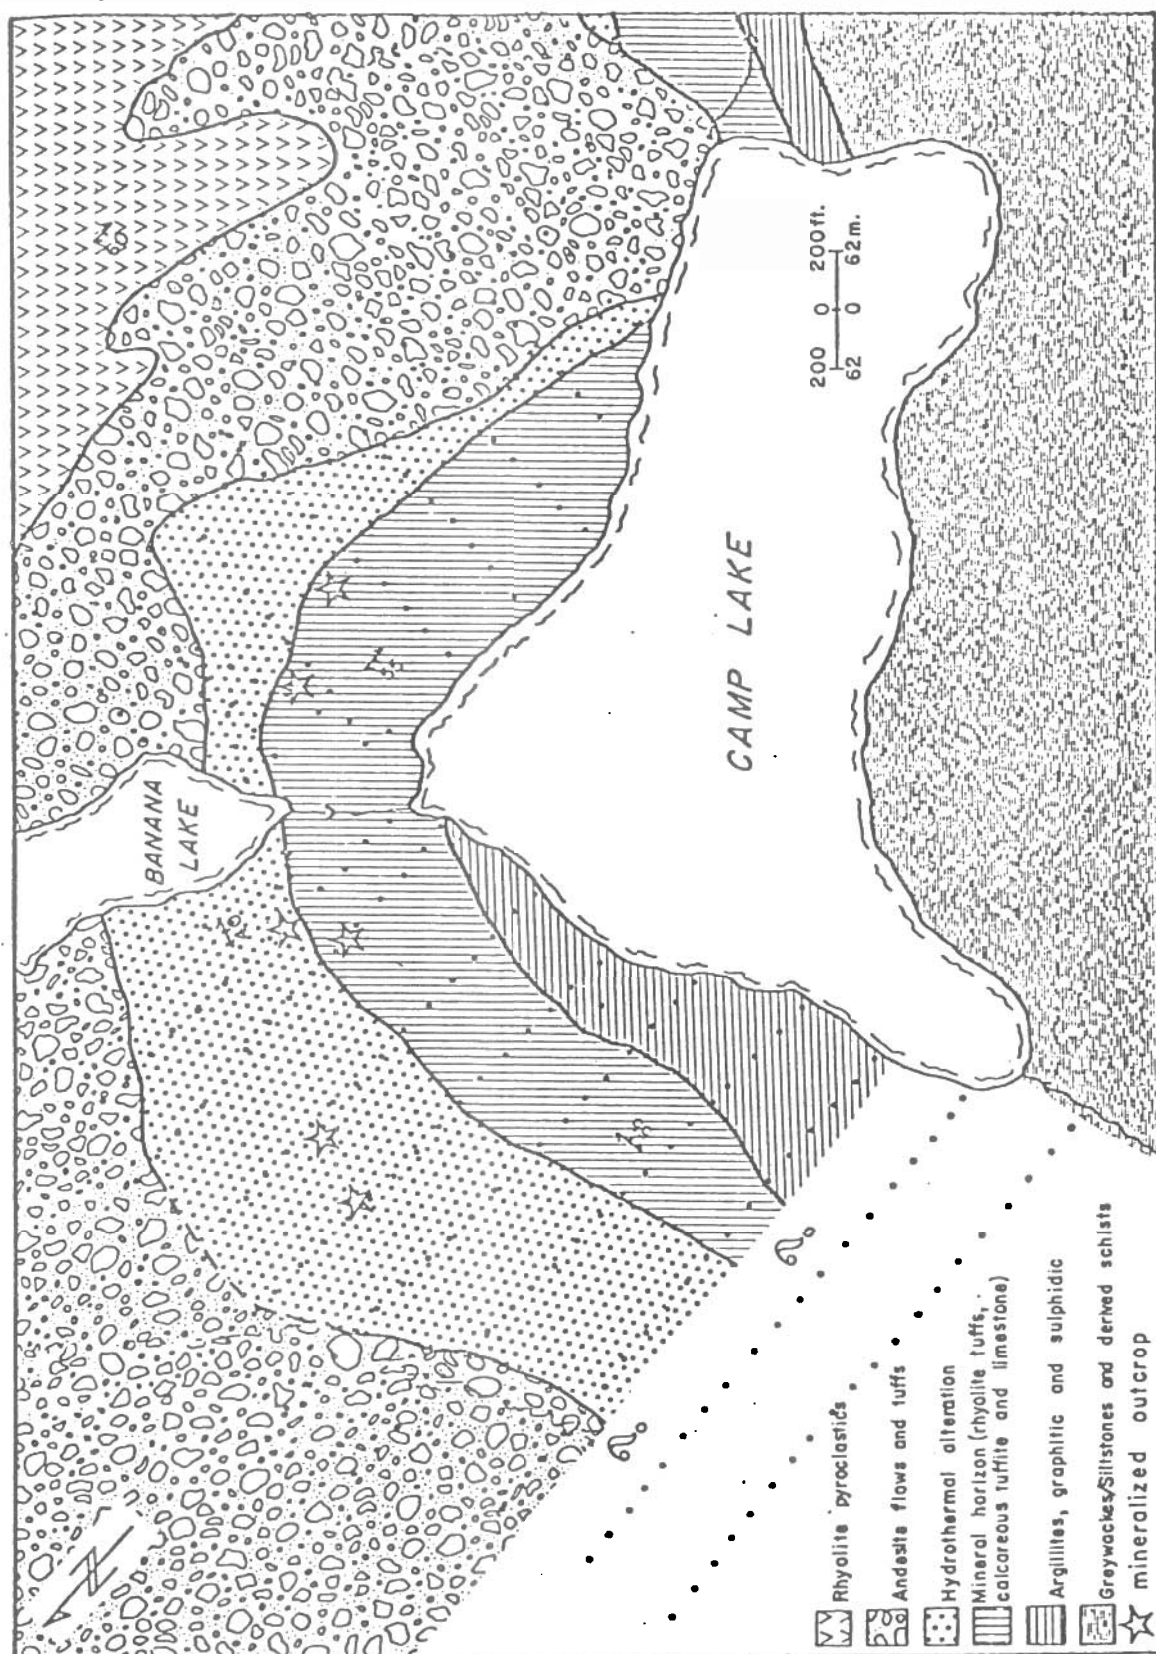 BANANA
LAKE
CAMP LAKE
200 0 200 ft.
62 0 62 m.
Rhyolite pyroclastics
Andesite flows and tuffs
Hydrothermal alteration
Mineral horizon (rhyolite tuffs,
calcareous tuffite and limestone)
Argillites, graphitic and sulphidic
Greywackes/Siltstones and derived schists
mineralized outcrop